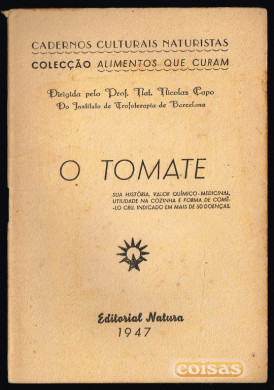 CADERNOS CULTURAIS NATURISTAS
COLECÇÃO ALIMENTOS QUE CURAM
Dirigida pelo Prof. Nat. Nicolas Capo
Do Instituto de Trofoterapia de Barcelona
O TOMATE
SUA HISTÓRIA, VALOR QUÍMICO-MEDICINAL,
UTILIDADE NA COZINHA E FORMA DE COMÊ-
-LO CRU. INDICADO EM MAIS DE 50 DOENÇAS.
Editorial Natura
1947
coisas